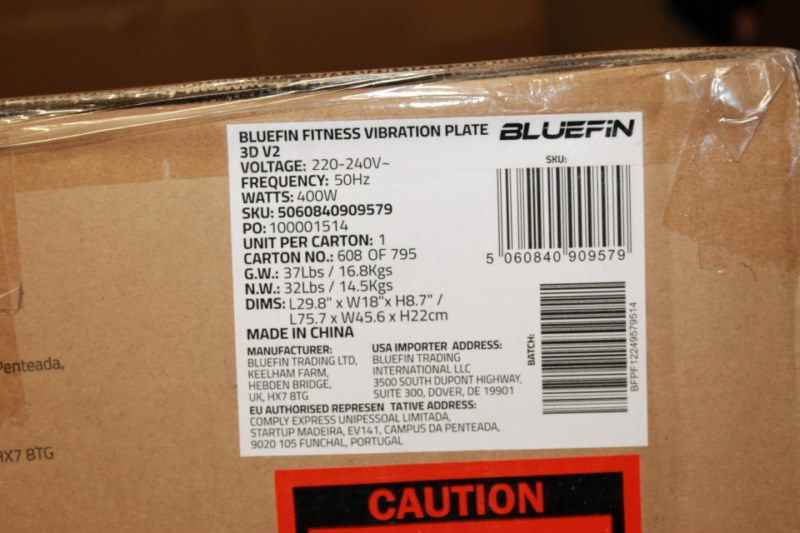 BLUEFIN FITNESS VIBRATION PLATE
3D V2
VOLTAGE: 220-240V~
FREQUENCY: 50Hz
WATTS: 400W
SKU: 5060840909579
PO: 100001514
UNIT PER CARTON: 1
CARTON NO.: 608 OF 795
G.W.: 37Lbs / 16.8Kgs
N.W.: 32Lbs / 14.5Kgs
DIMS: L29.8" x W18"x H8.7" /
L75.7 x W45.6 x H22cm
MADE IN CHINA
BLUEFIN
SKU:
5 060840 909579
BATCH:
BFPF12249579514
MANUFACTURER:
BLUEFIN TRADING LTD,
KEELHAM FARM,
HEBDEN BRIDGE,
UK, HX7 8TG
USA IMPORTER ADDRESS:
BLUEFIN TRADING
INTERNATIONAL LLC
3500 SOUTH DUPONT HIGHWAY,
SUITE 300, DOVER, DE 19901
EU AUTHORISED REPRESEN TATIVE ADDRESS:
COMPLY EXPRESS UNIPESSOAL LIMITADA,
STARTUP MADEIRA, EV141, CAMPUS DA PENTEADA,
9020 105 FUNCHAL, PORTUGAL
Penteada,
HX7 8TG
CAUTION